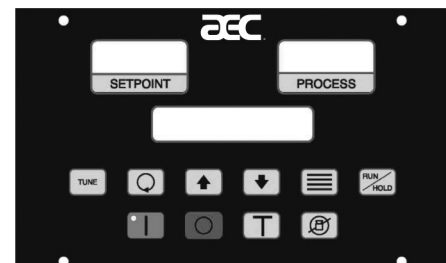 AEC
SETPOINT
PROCESS
TUNE
RUN/HOLD
T